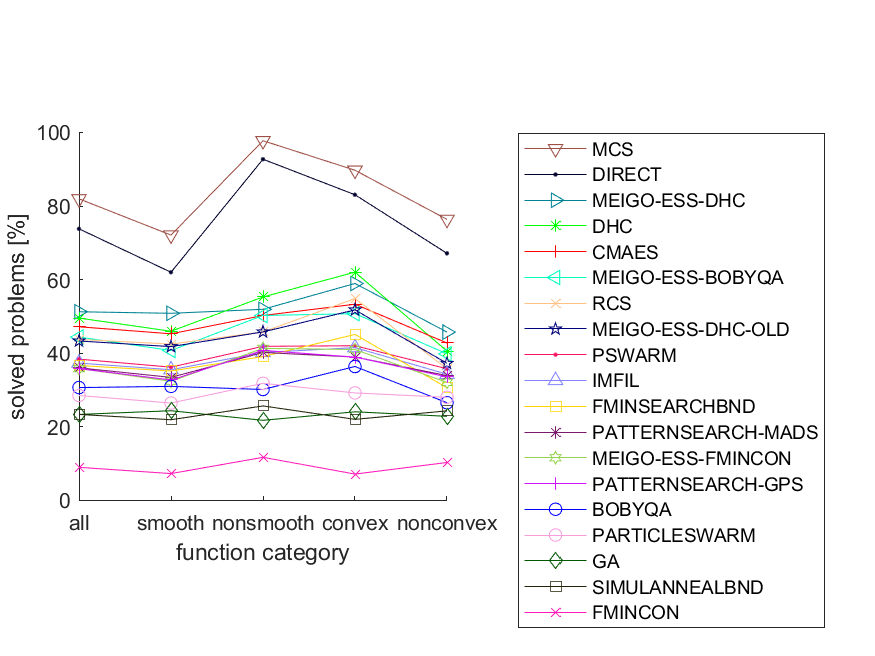 100
80
60
40
20
0
solved problems [%]
all smooth nonsmooth convex nonconvex
function category
MCS
DIRECT
MEIGO-ESS-DHC
DHC
CMAES
MEIGO-ESS-BOBYQA
RCS
MEIGO-ESS-DHC-OLD
PSWARM
IMFIL
FMINSEARCHBND
PATTERNSEARCH-MADS
MEIGO-ESS-FMINCON
PATTERNSEARCH-GPS
BOBYQA
PARTICLESWARM
GA
SIMULANNEALBND
FMINCON